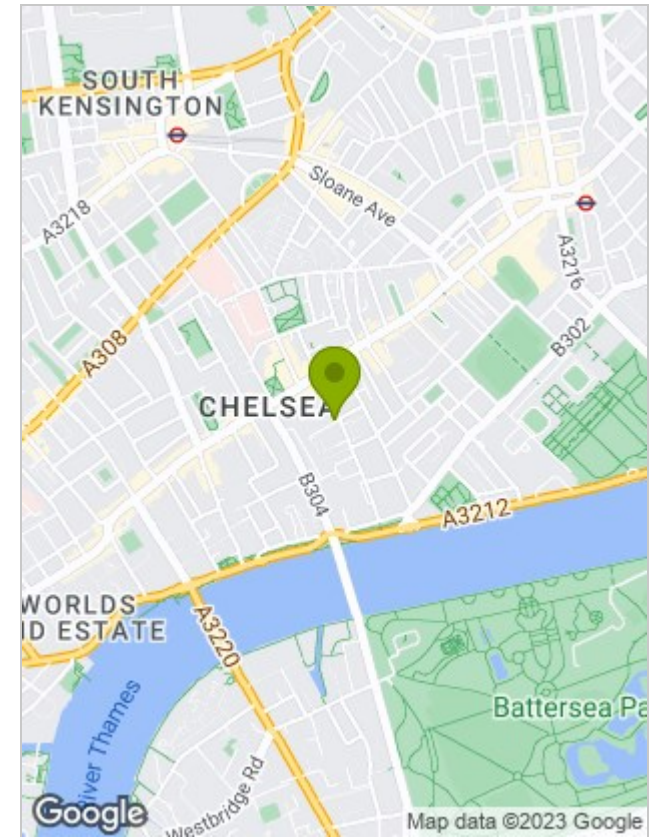 SOUTH
KENSINGTON
Sloane Ave
A3218
A3216
A308
B302
CHELSEA
B304
A3212
WORLDS
ND ESTATE
A3220
River Thames
Battersea Pa
Westbridge Rd
Google
Map data ©2023 Google